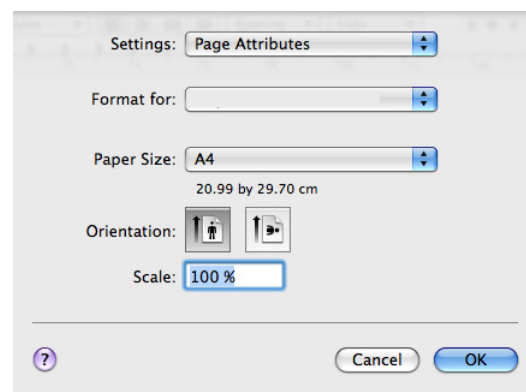 Settings: Page Attributes
Format for:
Paper Size: A4
20.99 by 29.70 cm
Orientation:
Scale: 100 %
? Cancel OK